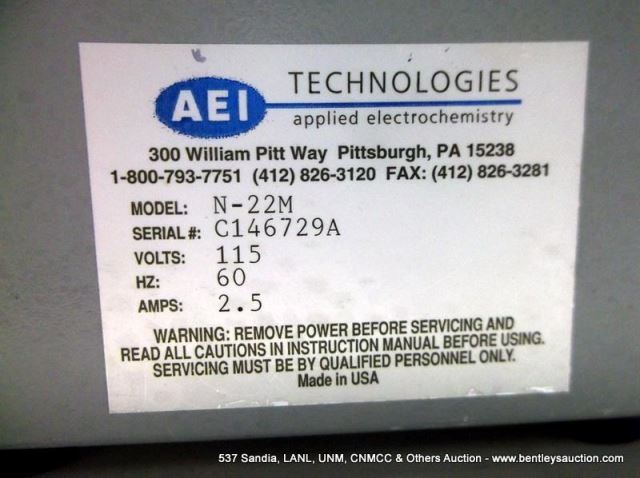 AEI TECHNOLOGIES
applied electrochemistry
300 William Pitt Way Pittsburgh, PA 15238
1-800-793-7751 (412) 826-3120 FAX: (412) 826-3281
MODEL: N-22M
SERIAL #: C146729A
VOLTS: 115
HZ: 60
AMPS: 2.5
WARNING: REMOVE POWER BEFORE SERVICING AND
READ ALL CAUTIONS IN INSTRUCTION MANUAL BEFORE USING.
SERVICING MUST BE BY QUALIFIED PERSONNEL ONLY.
Made in USA
537 Sandia, LANL, UNM, CNMCC & Others Auction - www.bentleysauction.com